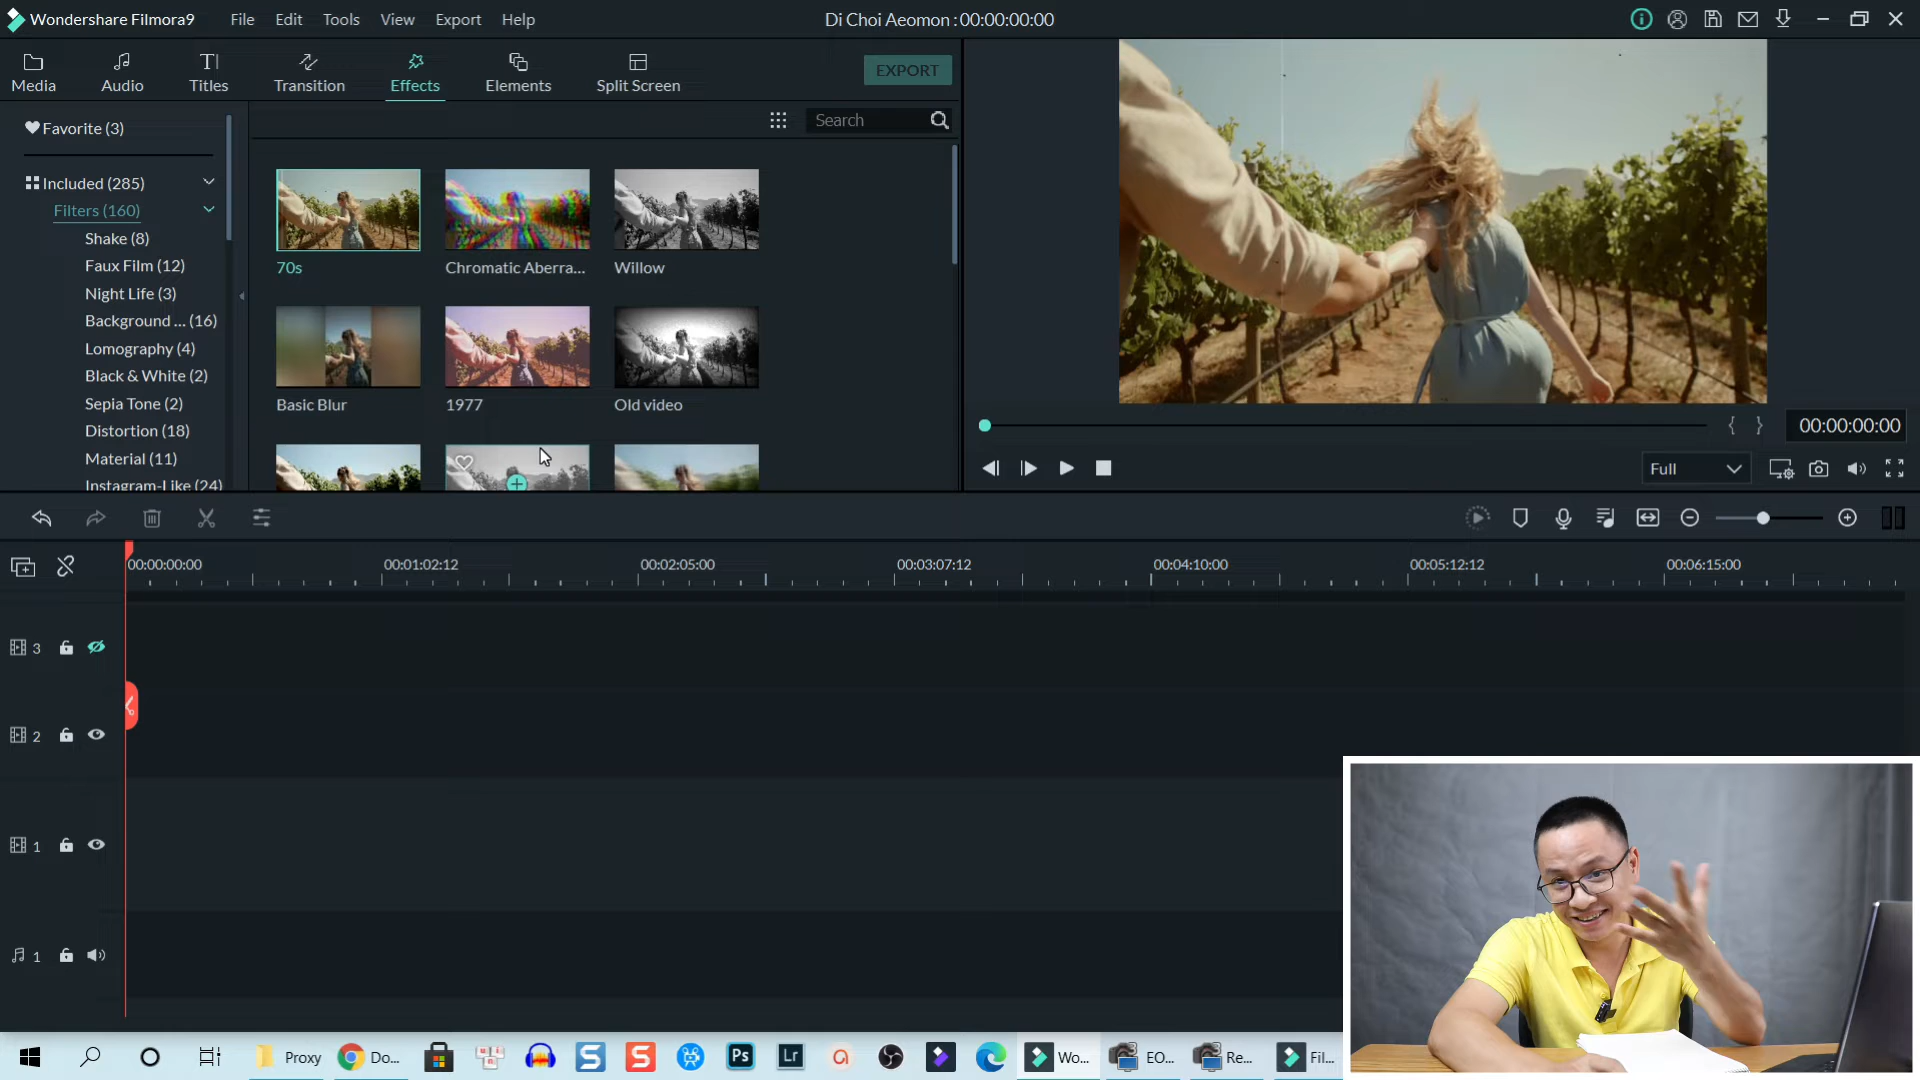 Wondershare Filmora9 File Edit Tools View Export Help Di Choi Aeomon : 00:00:00:00
Media Audio Titles Transition Effects Elements Split Screen EXPORT
Favorite (3)
Search
Included (285)
Filters (160)
Shake (8)
Faux Film (12)
Night Life (3)
Background ... (16)
Lomography (4)
Black & White (2)
Sepia Tone (2)
Distortion (18)
Material (11)
Instagram-Like (24)
70s Chromatic Aberra... Willow
Basic Blur 1977 Old video
00:00:00:00
Full
00:00:00:00 00:01:02:12 00:02:05:00 00:03:07:12 00:04:10:00 00:05:12:12 00:06:15:00
3
2
1
1
Proxy Do... S S Ps Lr Wo... EO... Re... Fil...